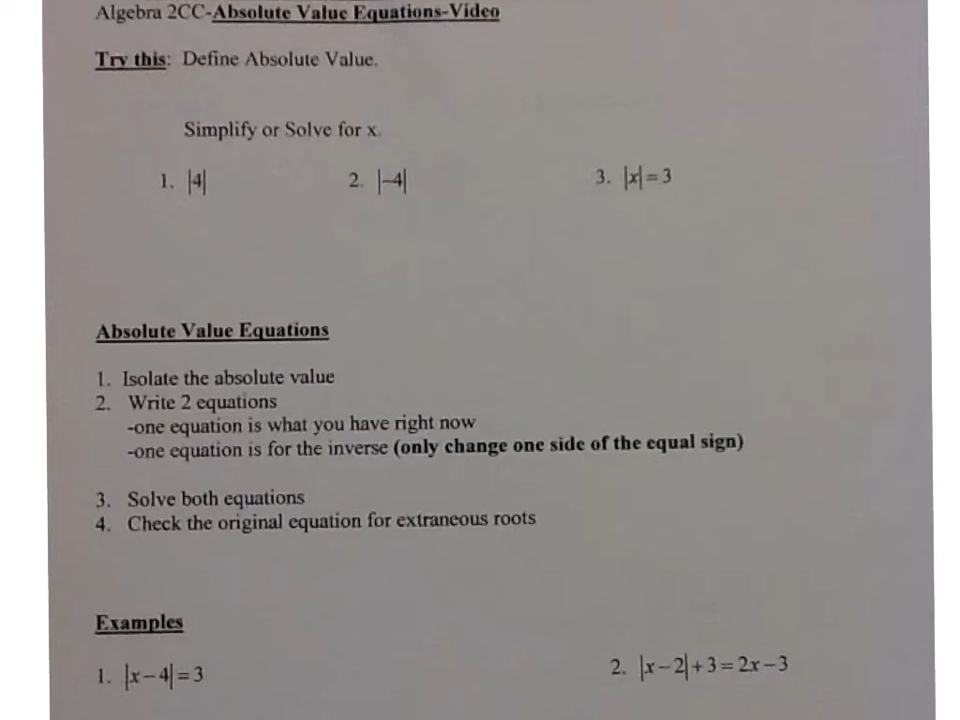 Algebra 2CC-Absolute Value Equations-Video
Try this: Define Absolute Value.
Simplify or Solve for x.
1. |4| 2. |−4| 3. |x| = 3
Absolute Value Equations
1. Isolate the absolute value
2. Write 2 equations
-one equation is what you have right now
-one equation is for the inverse (only change one side of the equal sign)
3. Solve both equations
4. Check the original equation for extraneous roots
Examples
1. |x − 4| = 3 2. |x − 2| + 3 = 2x − 3